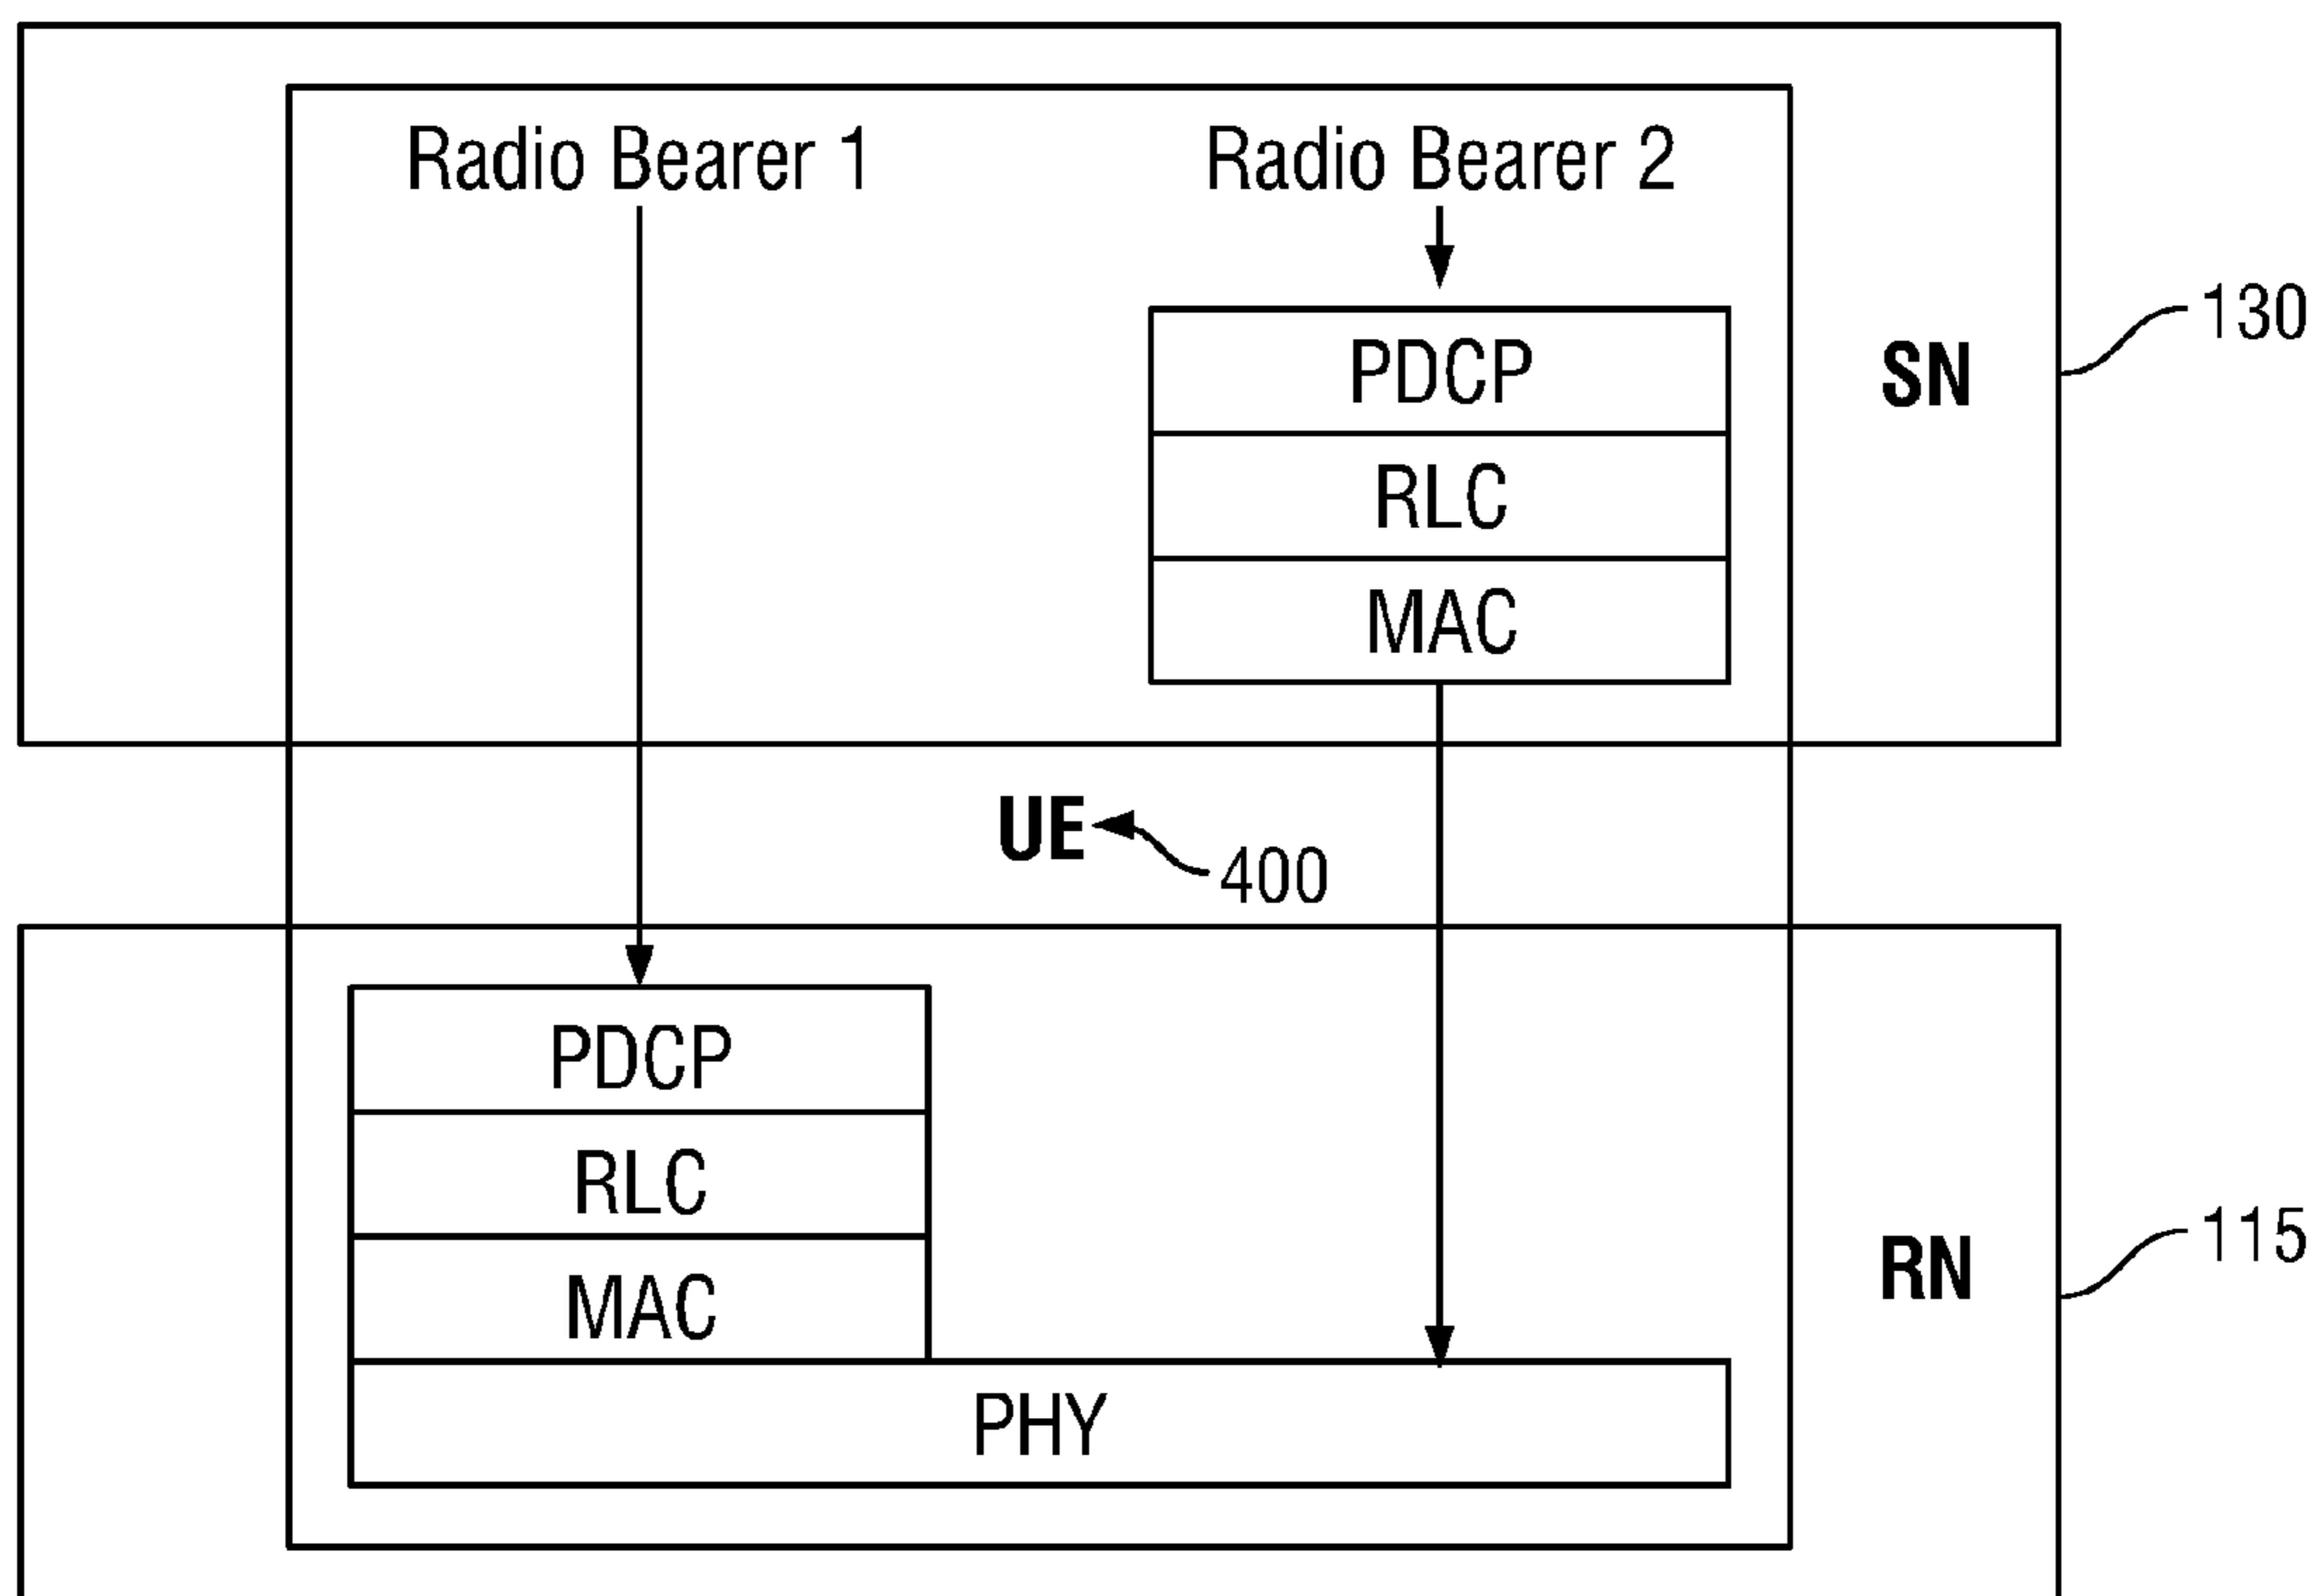 Radio Bearer 1
Radio Bearer 2
PDCP
RLC
MAC
SN
130
UE
400
PDCP
RLC
MAC
PHY
RN
115